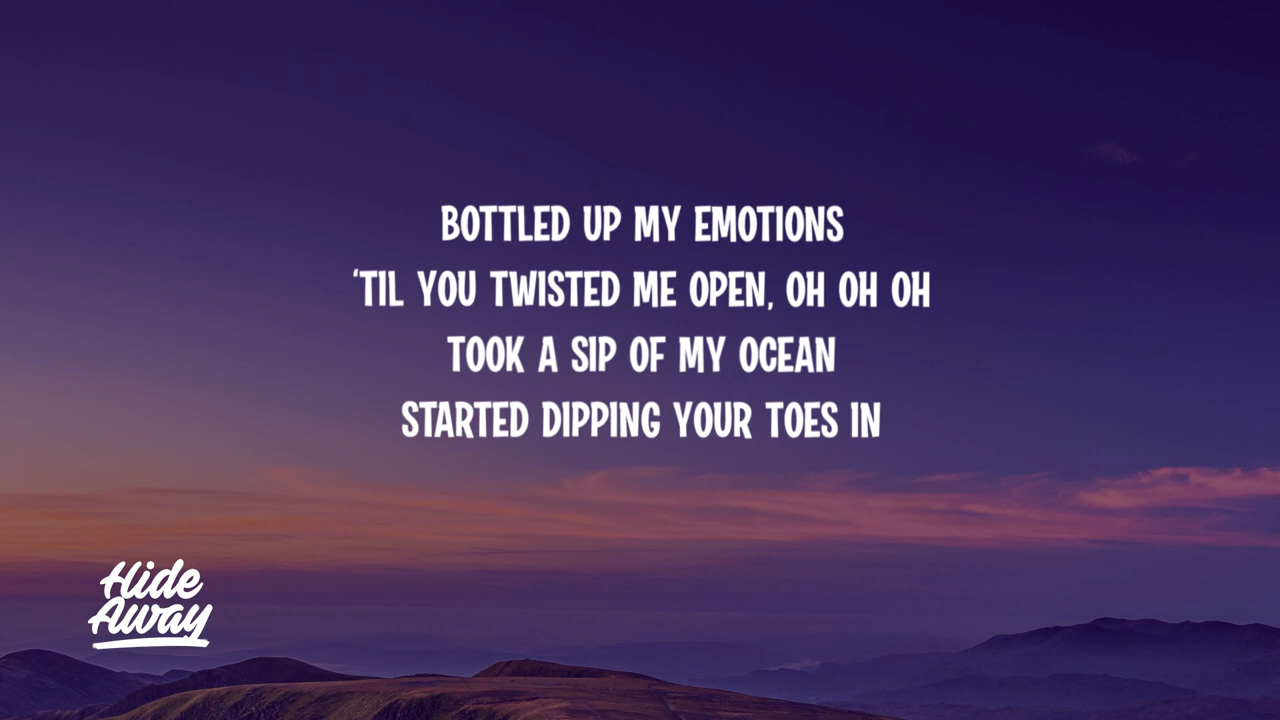 BOTTLED UP MY EMOTIONS
‘TIL YOU TWISTED ME OPEN, OH OH OH
TOOK A SIP OF MY OCEAN
STARTED DIPPING YOUR TOES IN
Hide
Away